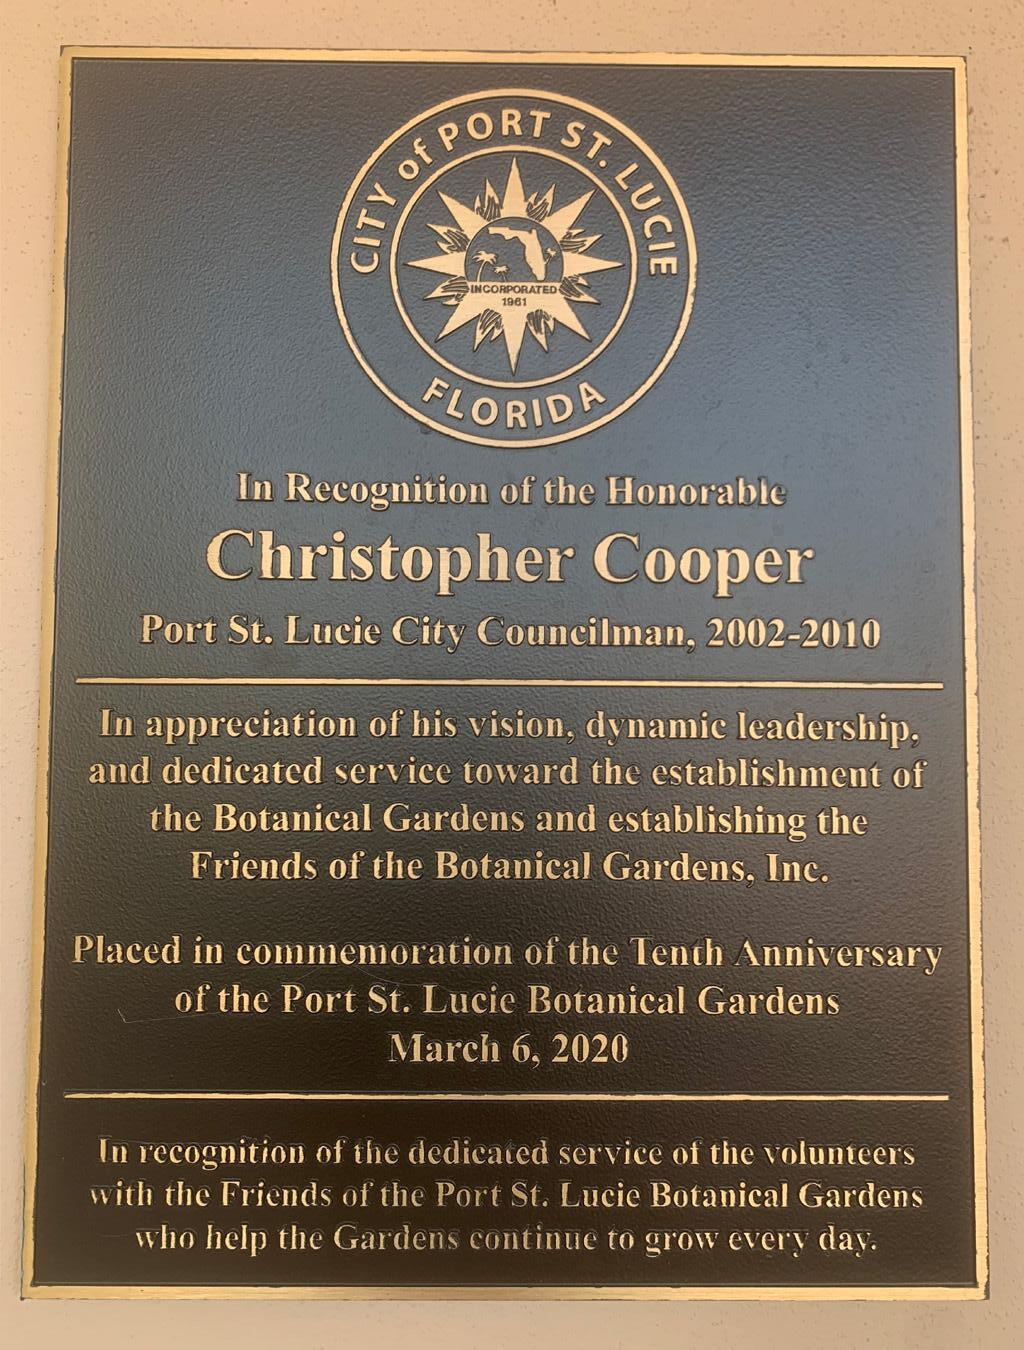 CITY of PORT ST. LUCIE
INCORPORATED
1961
FLORIDA
In Recognition of the Honorable
Christopher Cooper
Port St. Lucie City Councilman, 2002-2010
In appreciation of his vision, dynamic leadership,
and dedicated service toward the establishment of
the Botanical Gardens and establishing the
Friends of the Botanical Gardens, Inc.
Placed in commemoration of the Tenth Anniversary
of the Port St. Lucie Botanical Gardens
March 6, 2020
In recognition of the dedicated service of the volunteers
with the Friends of the Port St. Lucie Botanical Gardens
who help the Gardens continue to grow every day.